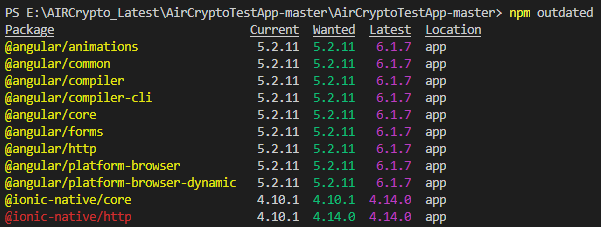 PS E:\AIRCrypto_Latest\AirCryptoTestApp-master\AirCryptoTestApp-master> npm outdated
Package Current Wanted Latest Location
@angular/animations 5.2.11 5.2.11 6.1.7 app
@angular/common 5.2.11 5.2.11 6.1.7 app
@angular/compiler 5.2.11 5.2.11 6.1.7 app
@angular/compiler-cli 5.2.11 5.2.11 6.1.7 app
@angular/core 5.2.11 5.2.11 6.1.7 app
@angular/forms 5.2.11 5.2.11 6.1.7 app
@angular/http 5.2.11 5.2.11 6.1.7 app
@angular/platform-browser 5.2.11 5.2.11 6.1.7 app
@angular/platform-browser-dynamic 5.2.11 5.2.11 6.1.7 app
@ionic-native/core 4.10.1 4.10.1 4.14.0 app
@ionic-native/http 4.10.1 4.14.0 4.14.0 app